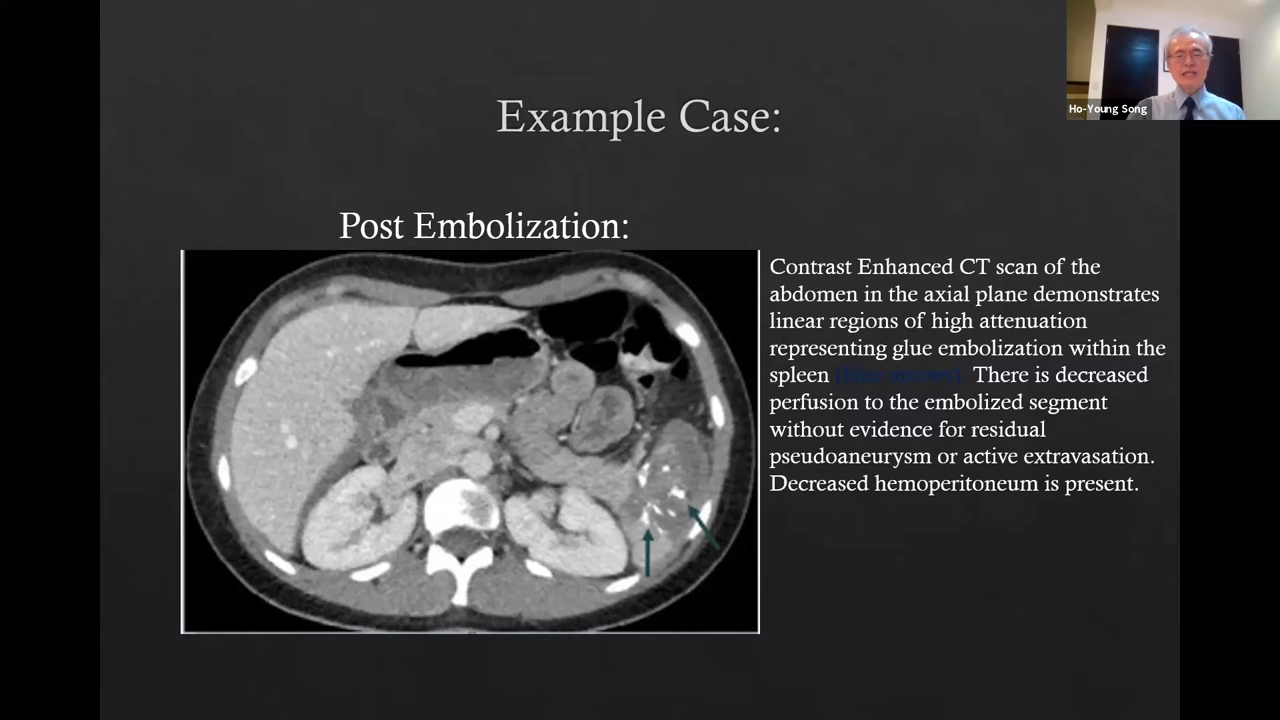 Ho-Young Song
Example Case:
Post Embolization:
Contrast Enhanced CT scan of the
abdomen in the axial plane demonstrates
linear regions of high attenuation
representing glue embolization within the
spleen (blue arrows). There is decreased
perfusion to the embolized segment
without evidence for residual
pseudoaneurysm or active extravasation.
Decreased hemoperitoneum is present.